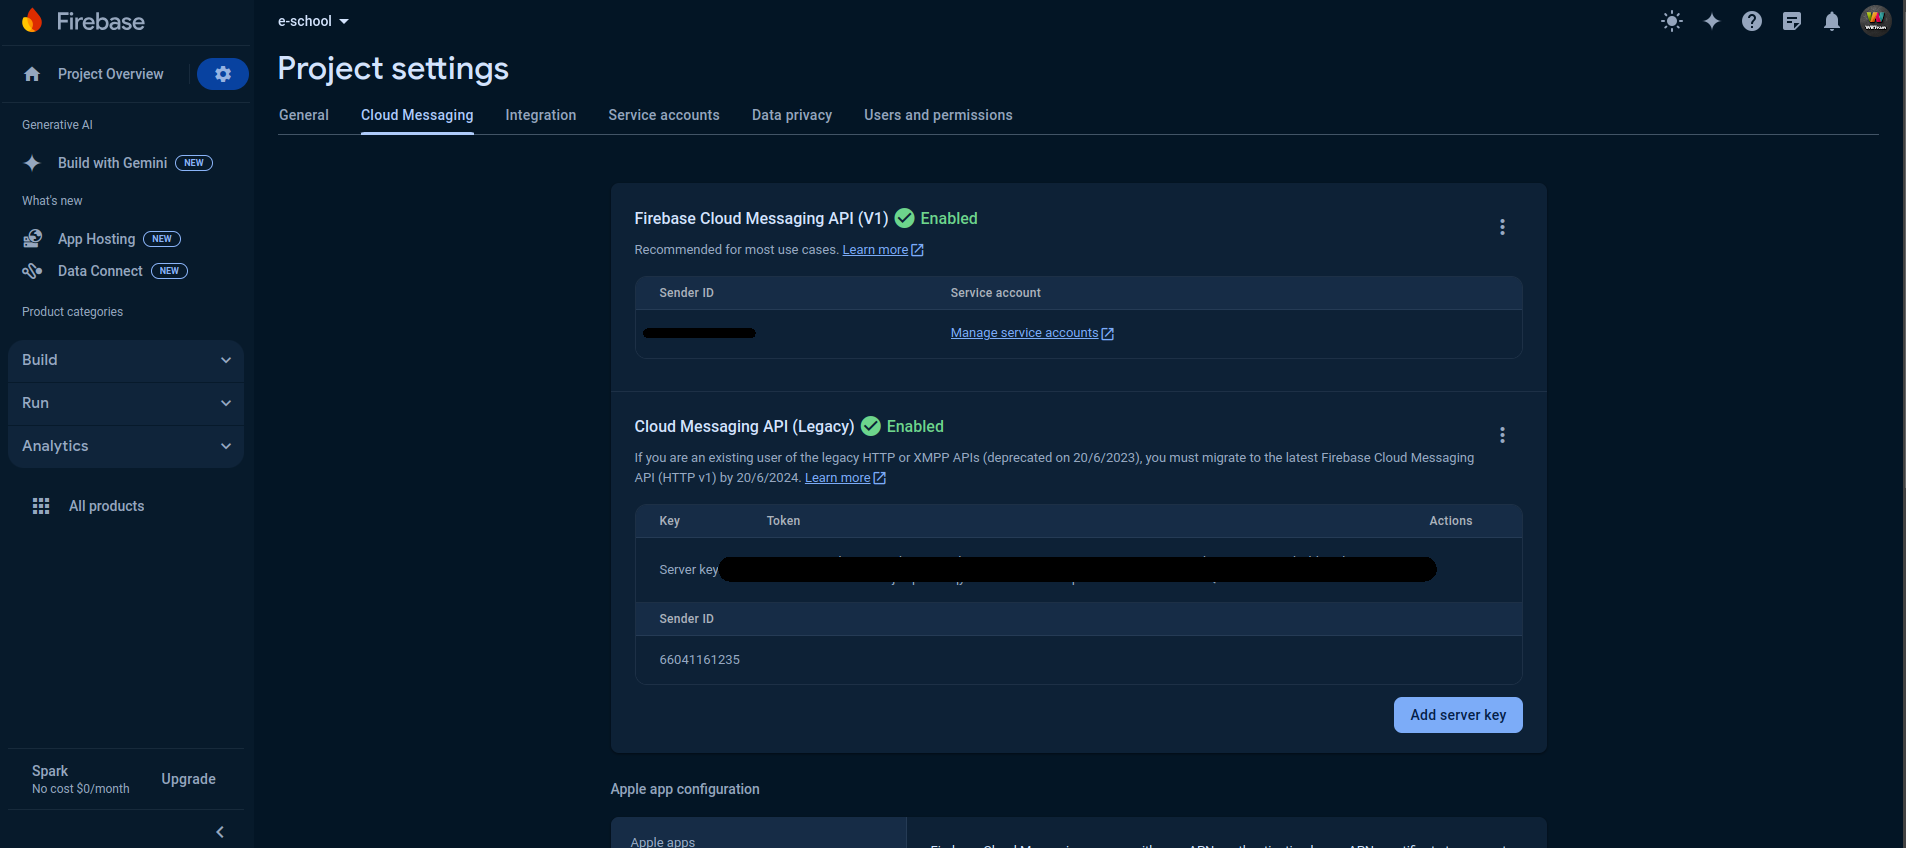 Firebase
e-school
Project Overview
Project settings
General Cloud Messaging Integration Service accounts Data privacy Users and permissions
Generative AI
Build with Gemini NEW
What's new
App Hosting NEW
Data Connect NEW
Product categories
Build
Run
Analytics
All products
Spark
No cost $0/month
Upgrade
Firebase Cloud Messaging API (V1) Enabled
Recommended for most use cases. Learn more
Sender ID Service account
Manage service accounts
Cloud Messaging API (Legacy) Enabled
If you are an existing user of the legacy HTTP or XMPP APIs (deprecated on 20/6/2023), you must migrate to the latest Firebase Cloud Messaging
API (HTTP v1) by 20/6/2024. Learn more
Key Token Actions
Server key
Sender ID
66041161235
Add server key
Apple app configuration
Apple apps